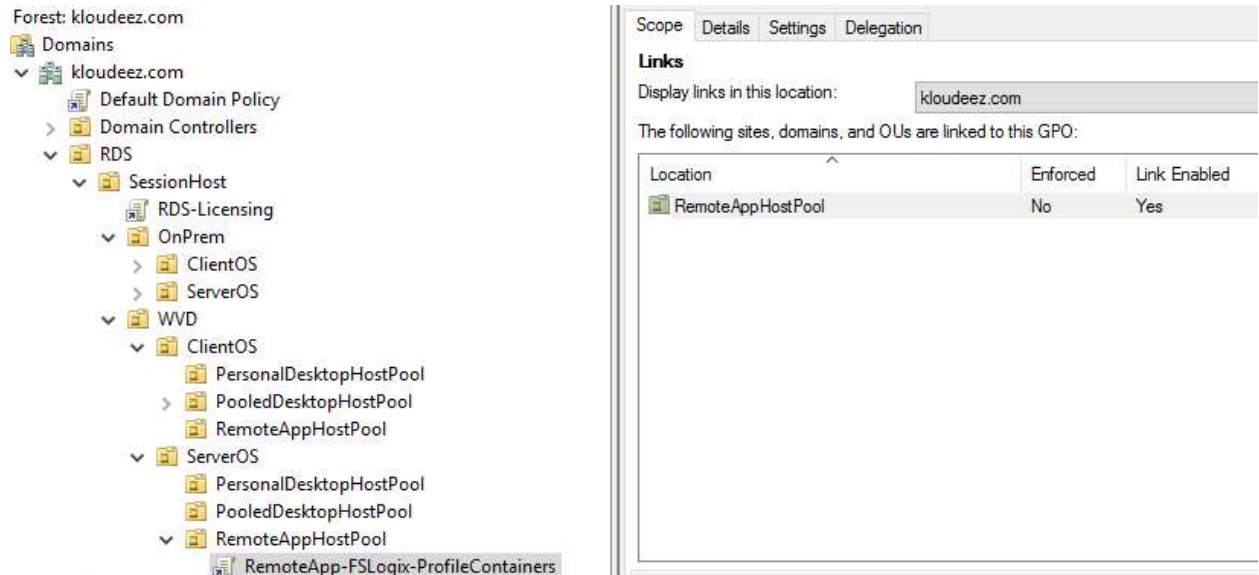 Forest: kloudeez.com
Domains
kloudeez.com
Default Domain Policy
Domain Controllers
RDS
SessionHost
RDS-Licensing
OnPrem
ClientOS
ServerOS
WVD
ClientOS
PersonalDesktopHostPool
PooledDesktopHostPool
RemoteAppHostPool
ServerOS
PersonalDesktopHostPool
PooledDesktopHostPool
RemoteAppHostPool
RemoteApp-FSLogix-ProfileContainers
Scope Details Settings Delegation
Links
Display links in this location: kloudeez.com
The following sites, domains, and OUs are linked to this GPO:
Location Enforced Link Enabled
RemoteAppHostPool No Yes